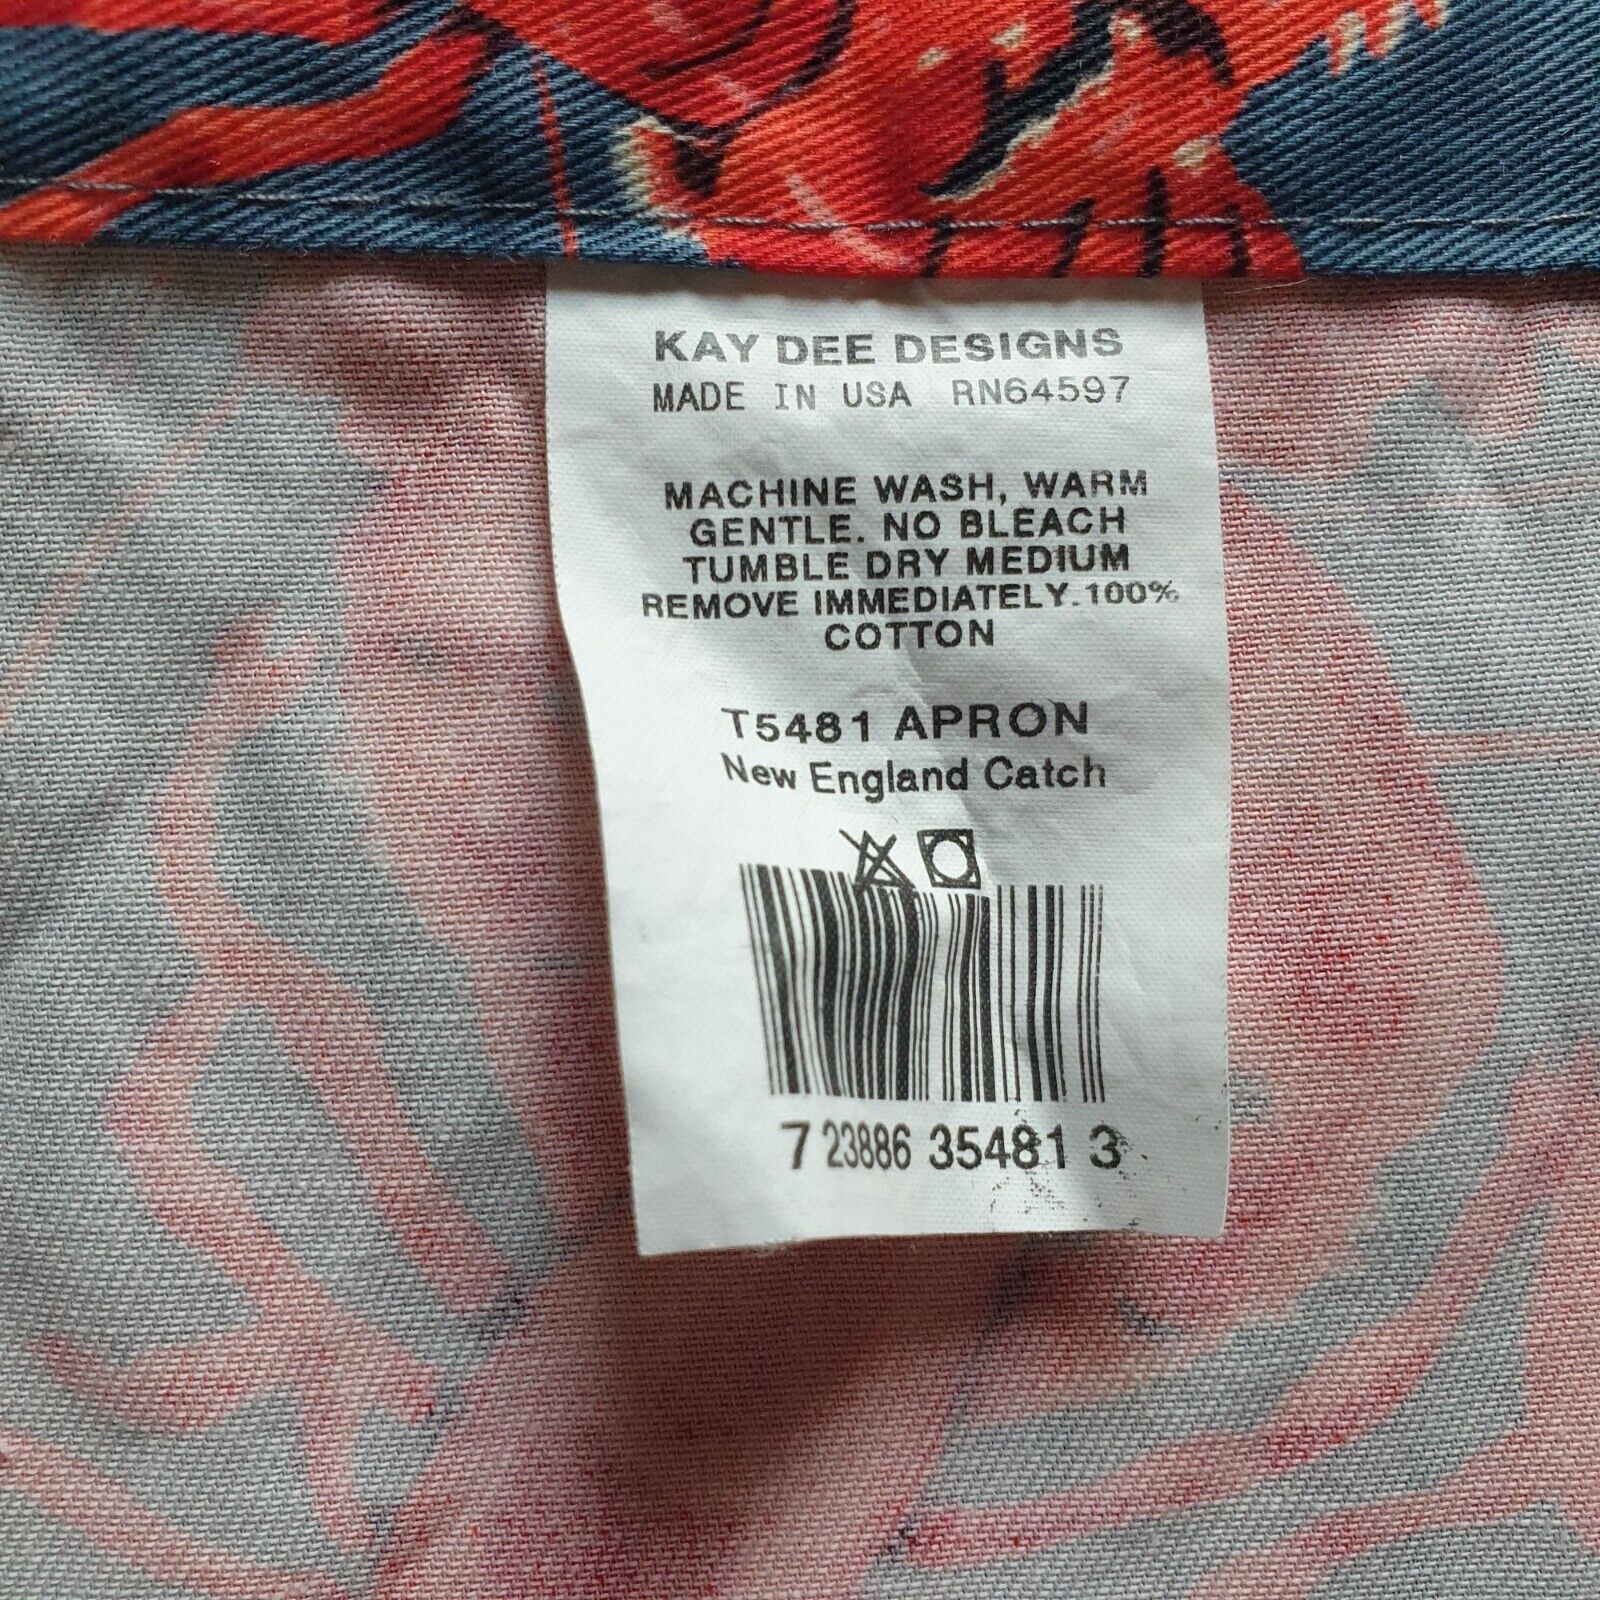 KAY DEE DESIGNS
MADE IN USA RN64597
MACHINE WASH, WARM
GENTLE. NO BLEACH
TUMBLE DRY MEDIUM
REMOVE IMMEDIATELY.100%
COTTON
T5481 APRON
New England Catch
7 23886 35481 3